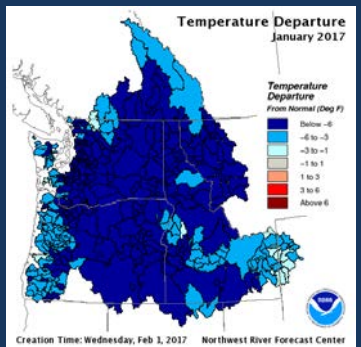 Temperature Departure
January 2017
Temperature
Departure
From Normal (Deg F)
Below -6
-6 to -3
-3 to -1
-1 to 1
1 to 3
3 to 6
Above 6
Creation Time: Wednesday, Feb 1, 2017 Northwest River Forecast Center